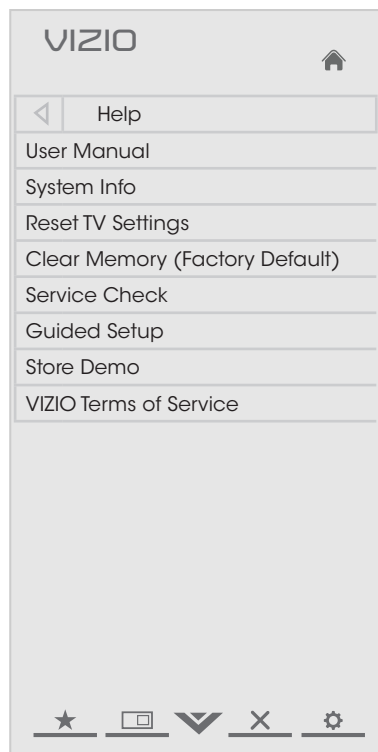 VIZIO
Help
User Manual
System Info
Reset TV Settings
Clear Memory (Factory Default)
Service Check
Guided Setup
Store Demo
VIZIO Terms of Service